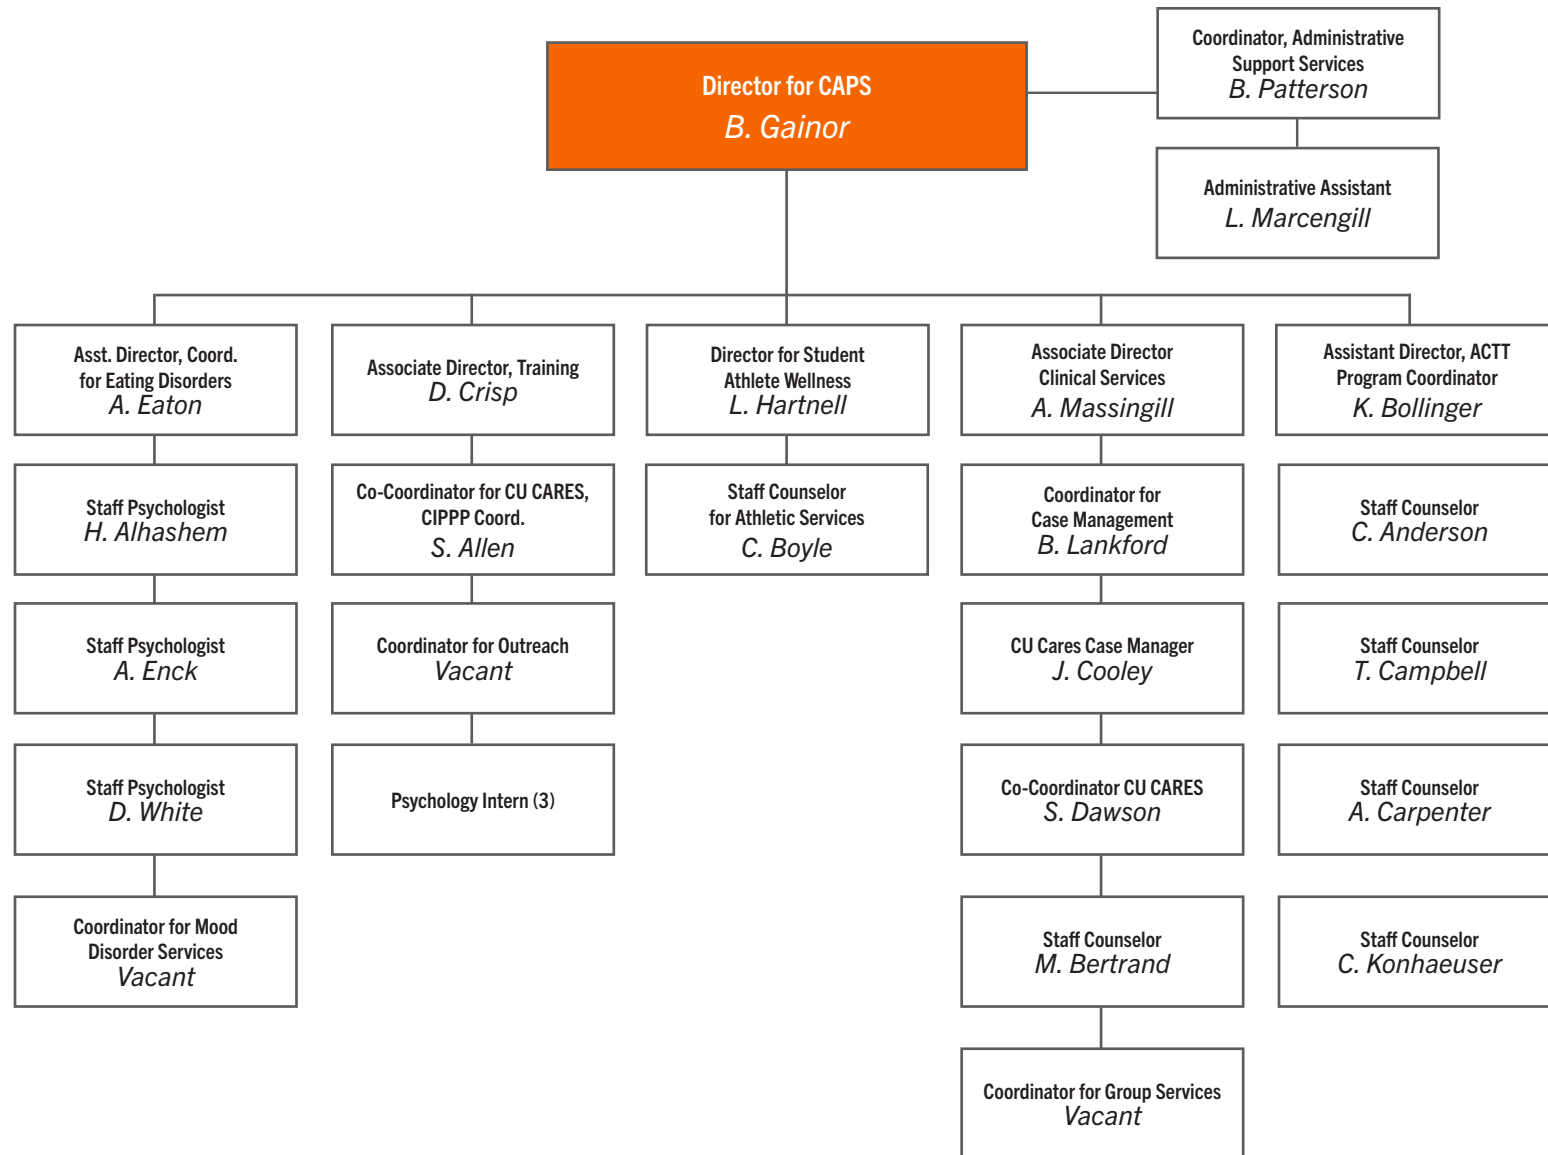 Director for CAPS
B. Gainor
Coordinator, Administrative
Support Services
B. Patterson
Administrative Assistant
L. Marcengill
Asst. Director, Coord.
for Eating Disorders
A. Eaton
Staff Psychologist
H. Alhashem
Staff Psychologist
A. Enck
Staff Psychologist
D. White
Coordinator for Mood
Disorder Services
Vacant
Associate Director, Training
D. Crisp
Co-Coordinator for CU CARES,
CIPPP Coord.
S. Allen
Coordinator for Outreach
Vacant
Psychology Intern (3)
Director for Student
Athlete Wellness
L. Hartnell
Staff Counselor
for Athletic Services
C. Boyle
Associate Director
Clinical Services
A. Massingill
Coordinator for
Case Management
B. Lankford
CU Cares Case Manager
J. Cooley
Co-Coordinator CU CARES
S. Dawson
Staff Counselor
M. Bertrand
Coordinator for Group Services
Vacant
Assistant Director, ACTT
Program Coordinator
K. Bollinger
Staff Counselor
C. Anderson
Staff Counselor
T. Campbell
Staff Counselor
A. Carpenter
Staff Counselor
C. Konhaeuser